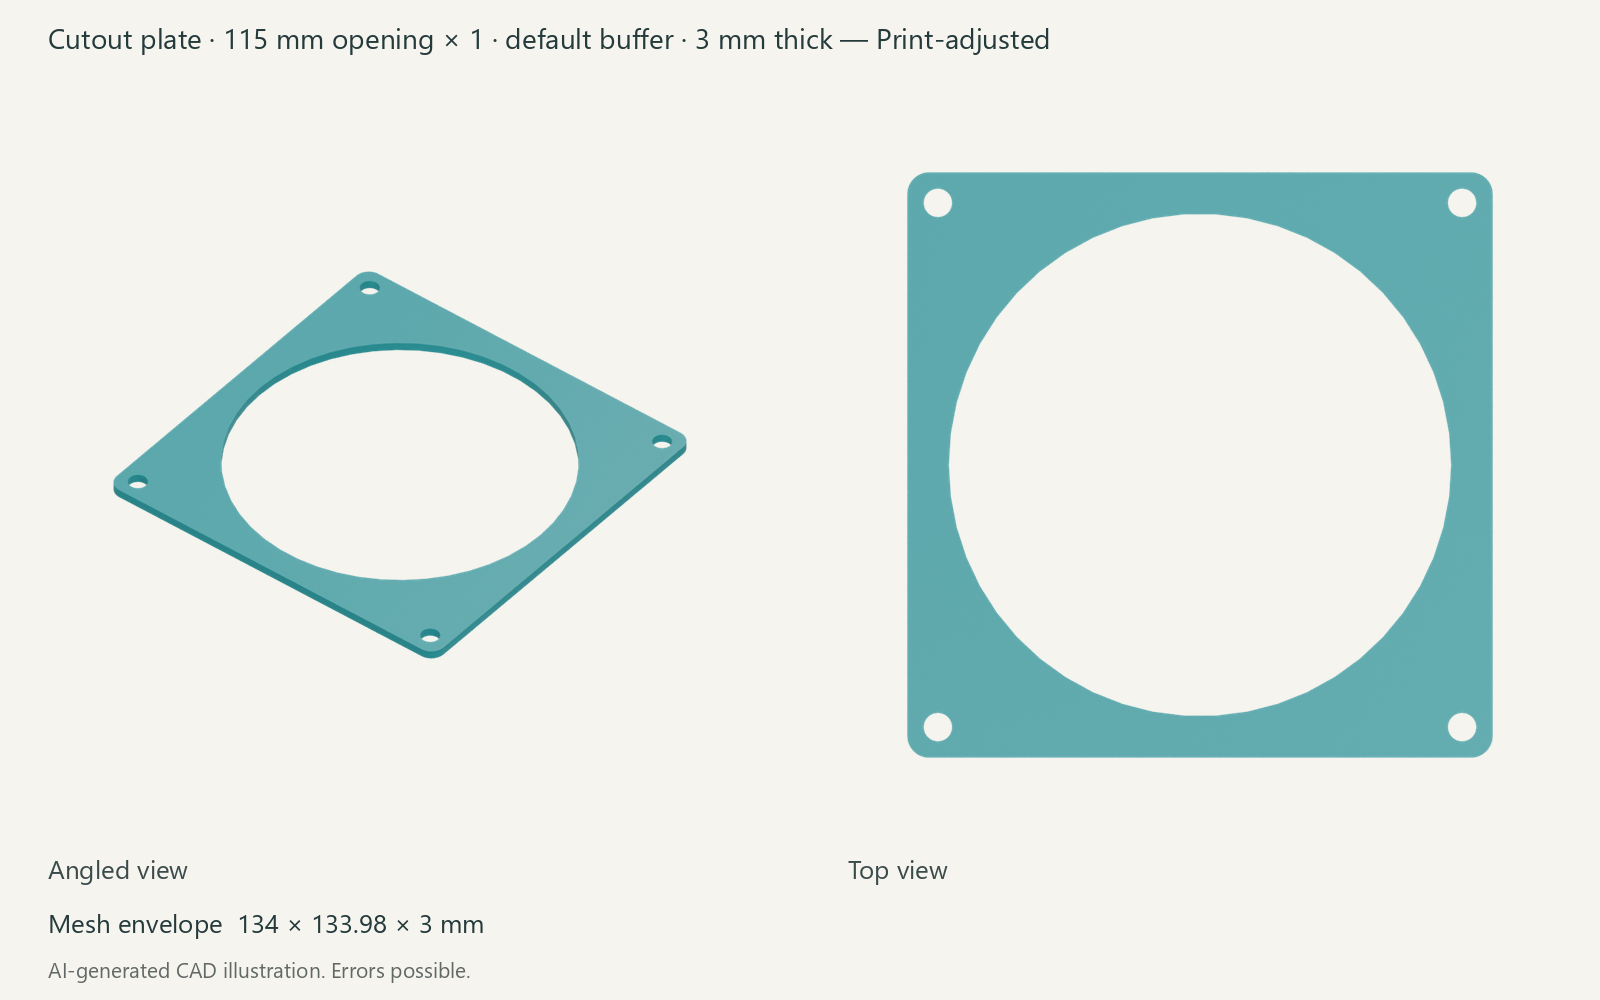 Cutout plate · 115 mm opening × 1 · default buffer · 3 mm thick — Print-adjusted
Angled view
Top view
Mesh envelope 134 × 133.98 × 3 mm
AI-generated CAD illustration. Errors possible.